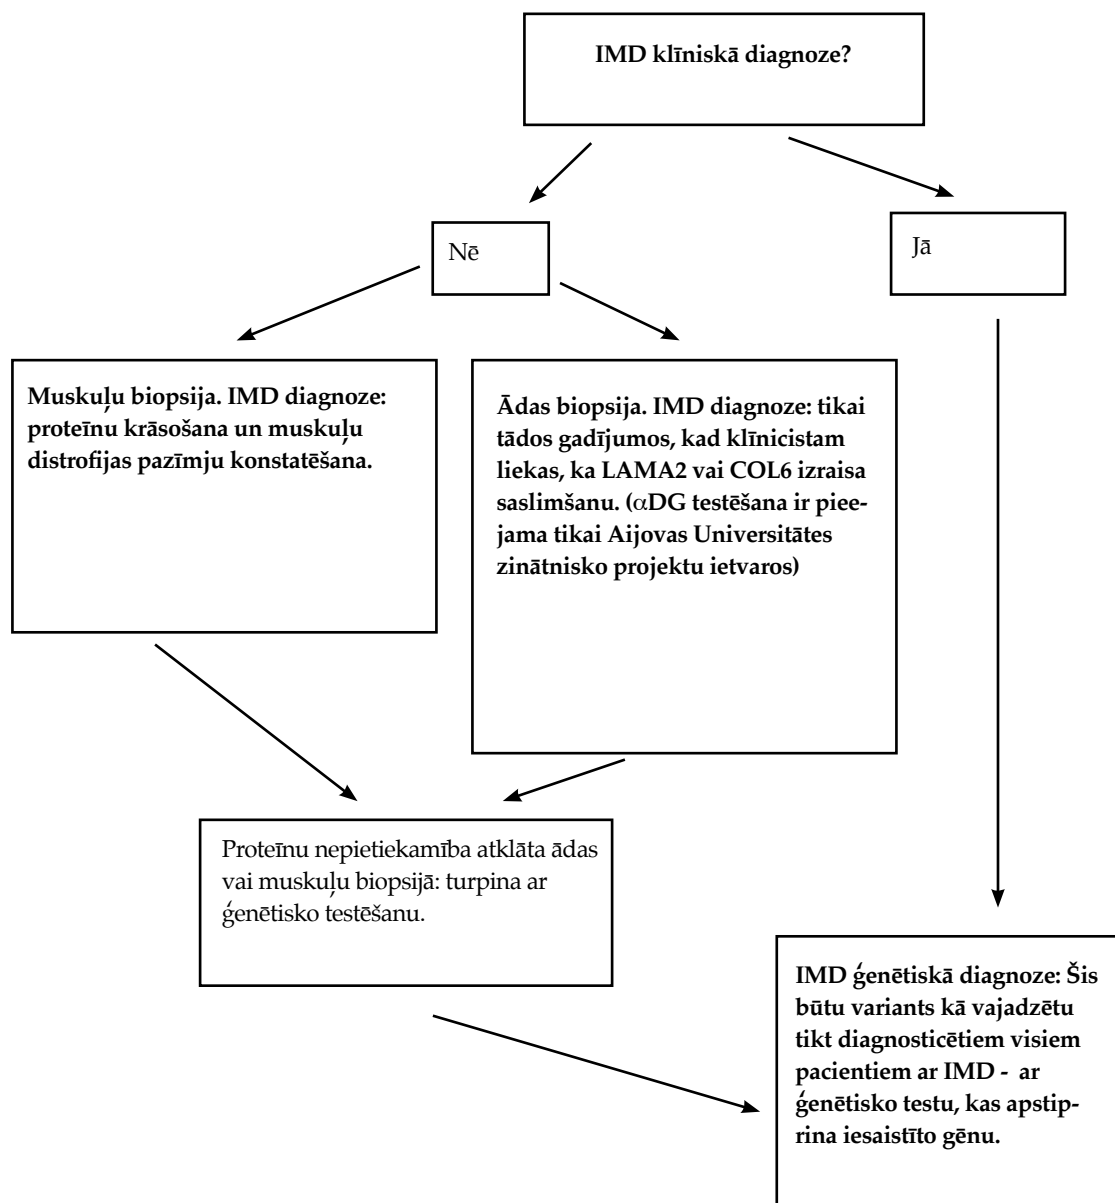 IMD klīniskā diagnoze?
Nē
Jā
Muskuļu biopsija. IMD diagnoze:
proteīnu krāsošana un muskuļu
distrofijas pazīmju konstatēšana.
Ādas biopsija. IMD diagnoze: tikai
tādos gadījumos, kad klīnicistam
liekas, ka LAMA2 vai COL6 izraisa
saslimšanu. (αDG testēšana ir piee-
jama tikai Aijovas Universitātes
zinātnisko projektu ietvaros)
Proteīnu nepietiekamība atklāta ādas
vai muskuļu biopsijā: turpina ar
ģenētisko testēšanu.
IMD ģenētiskā diagnoze: Šis
būtu variants kā vajadzētu
tikt diagnosticētiem visiem
pacientiem ar IMD - ar
ģenētisko testu, kas apstip-
rina iesaistīto gēnu.